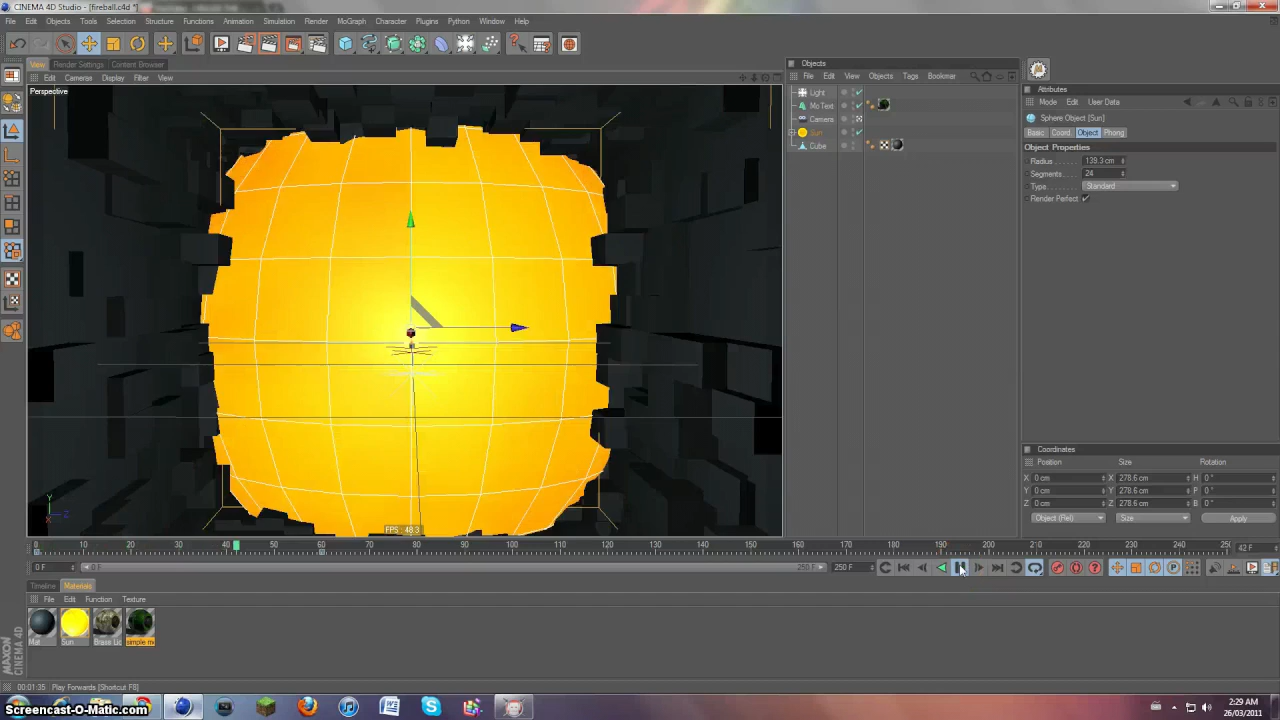 CINEMA 4D Studio - [fireball.c4d *]
File Edit Objects Tools Selection Structure Functions Animation Simulation Render MoGraph Character Plugins Python Window Help
View Render Settings Content Browser
Edit Cameras Display Filter View
Perspective
FPS : 48.3
Objects
File Edit View Objects Tags Bookmar
Light
MoText
Camera
Sun
Cube
Attributes
Mode Edit User Data
Sphere Object [Sun]
Basic Coord. Object Phong
Object Properties
Radius 139.3 cm
Segments 24
Type Standard
Render Perfect
Coordinates
Position Size Rotation
X 0 cm X 278.6 cm H 0 °
Y 0 cm Y 278.6 cm P 0 °
Z 0 cm Z 278.6 cm B 0 °
Object (Rel) Size Apply
0 10 20 30 40 50 60 70 80 90 100 110 120 130 140 150 160 170 180 190 200 210 220 230 240 250 42 F
0 F 0 F 250 F 250 F
Timeline Materials
File Edit Function Texture
Mat Sun simple m
MAXON CINEMA 4D
00:01:35 Play Forwards [Shortcut F8]
Screencast-O-Matic.com
2:29 AM
26/03/2011